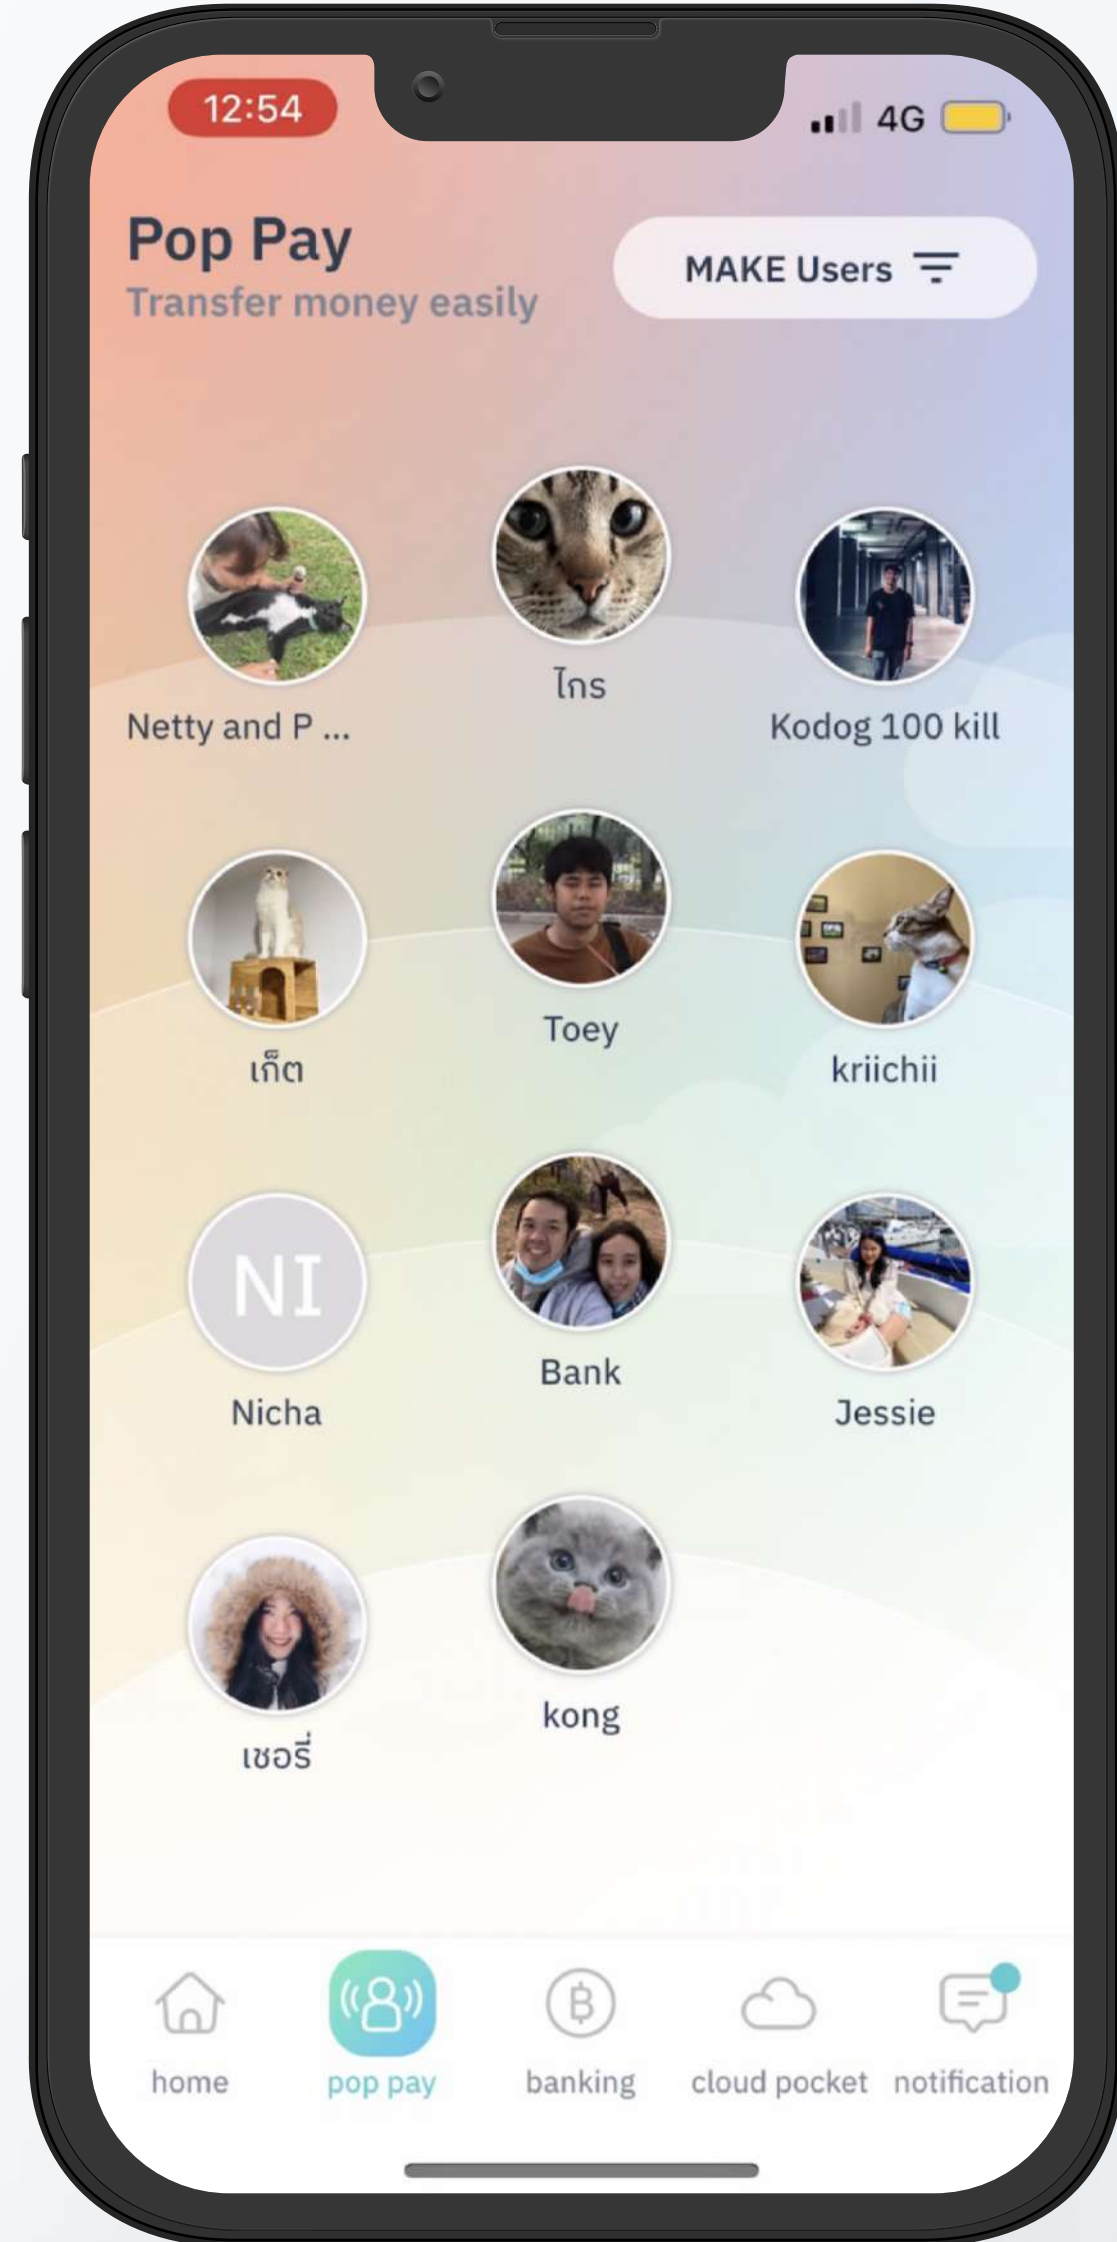 12:54
4G
Pop Pay
MAKE Users
Transfer money easily
ไกร
Netty and P ...
Kodog 100 kill
Toey
เก็ต
kriichii
NI
Bank
Nicha
Jessie
kong
เชอรี่
home
pop pay
banking
cloud pocket
notification